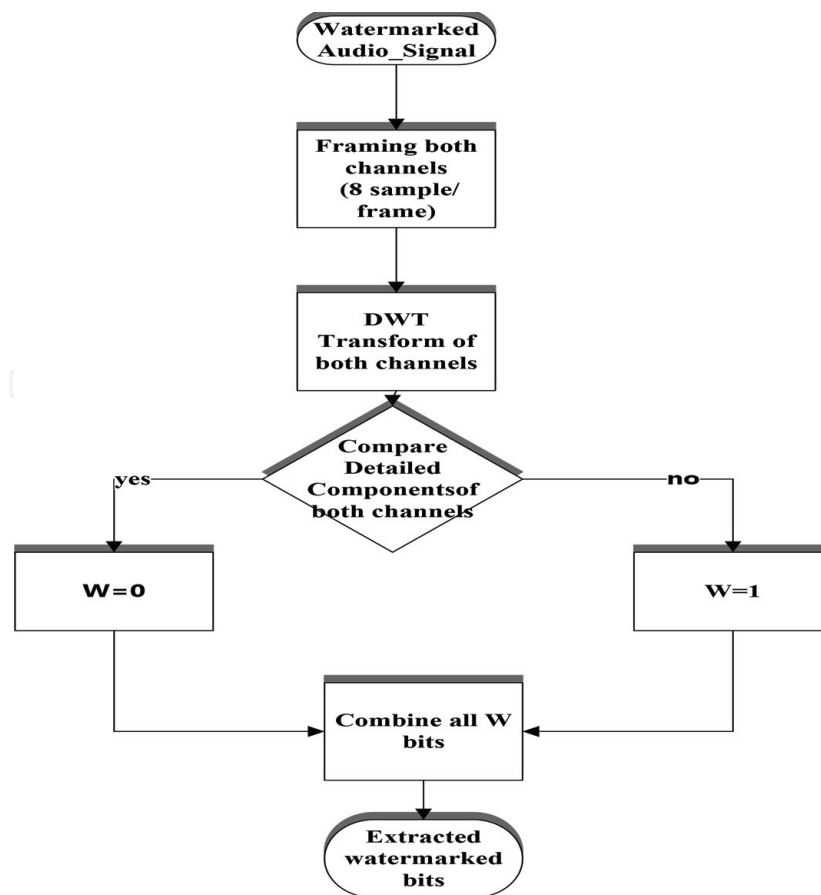 Watermarked
Audio_Signal
Framing both
channels
(8 sample/
frame)
DWT
Transform of
both channels
Compare
Detailed
Componentsof
both channels
yes
no
W=0
W=1
Combine all W
bits
Extracted
watermarked
bits